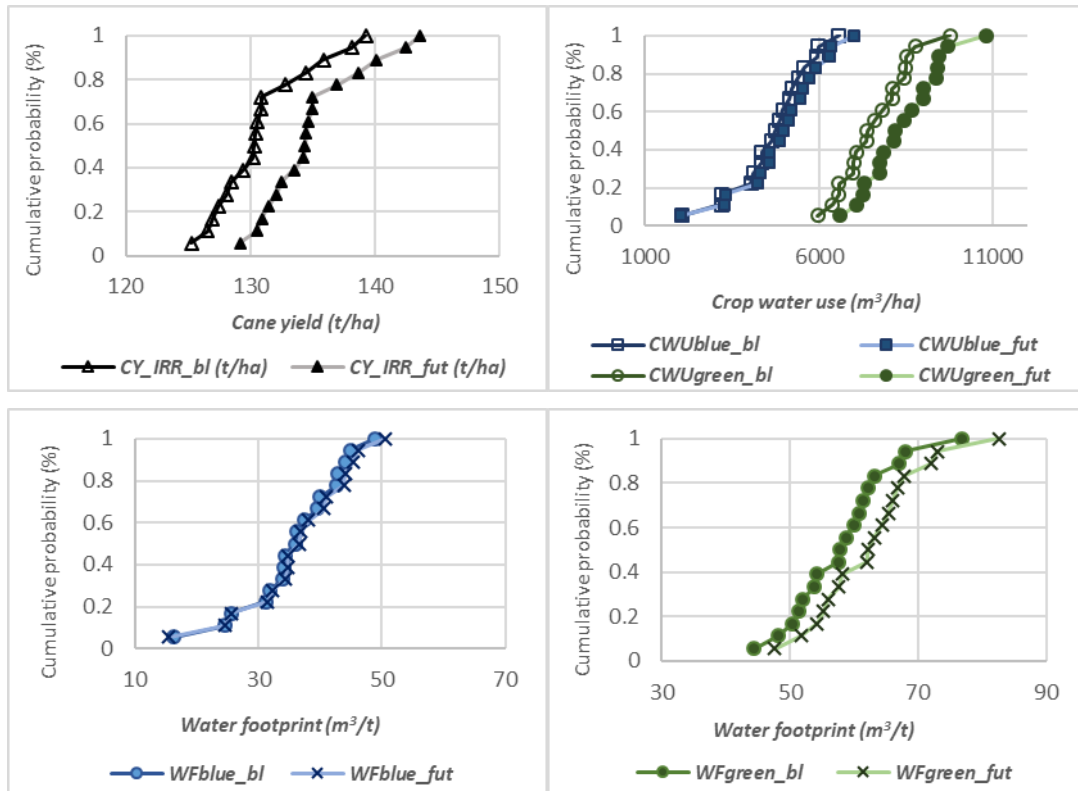 Cumulative probability (%)
1
0.8
0.6
0.4
0.2
0
120 130 140 150
Cane yield (t/ha)
CY_IRR_bl (t/ha) CY_IRR_fut (t/ha)
Cumulative probability (%)
1
0.8
0.6
0.4
0.2
0
1000 6000 11000
Crop water use (m³/ha)
CWUblue_bl CWUblue_fut
CWUgreen_bl CWUgreen_fut
Cumulative probability (%)
1
0.8
0.6
0.4
0.2
0
10 30 50 70
Water footprint (m³/t)
WFblue_bl WFblue_fut
Cumulative probability (%)
1
0.8
0.6
0.4
0.2
0
30 50 70 90
Water footprint (m³/t)
WFgreen_bl WFgreen_fut